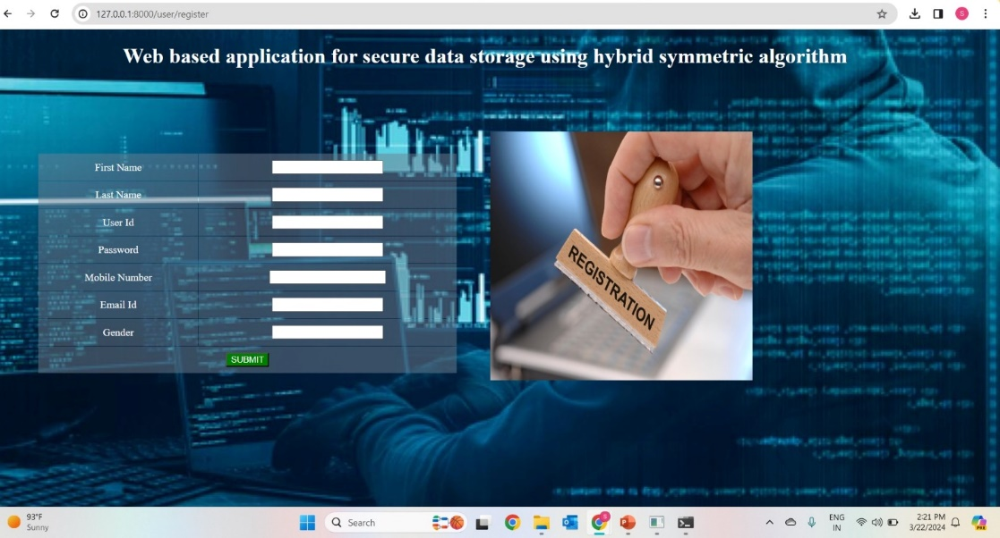 127.0.0.1:8000/user/register
S
Web based application for secure data storage using hybrid symmetric algorithm
First Name
Last Name
User Id
Password
Mobile Number
Email Id
Gender
SUBMIT
REGISTRATION
93°F
Sunny
Search
ENG
IN
2:21 PM
3/22/2024
PRE